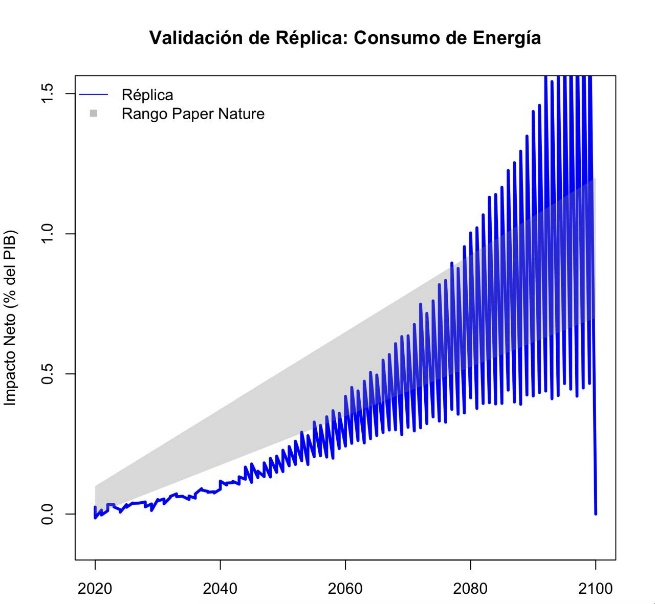 Validación de Réplica: Consumo de Energía
Réplica
Rango Paper Nature
Impacto Neto (% del PIB)
1.5
1.0
0.5
0.0
2020 2040 2060 2080 2100